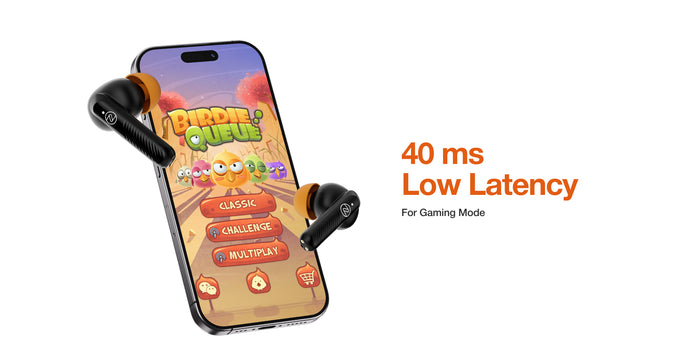 BIRDIE
QUEUE
CLASSIC
CHALLENGE
MULTIPLAY
40 ms
Low Latency
For Gaming Mode